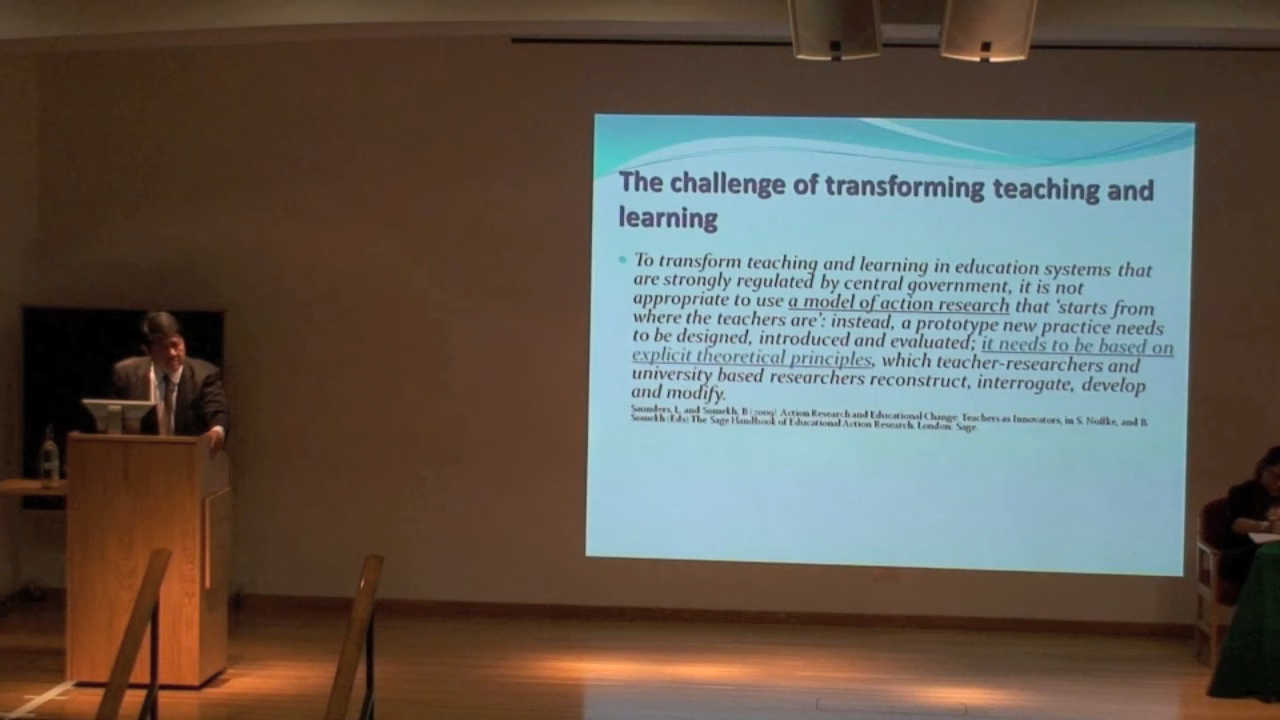 The challenge of transforming teaching and
learning
To transform teaching and learning in education systems that
are strongly regulated by central government, it is not
appropriate to use a model of action research that 'starts from
where the teachers are': instead, a prototype new practice needs
to be designed, introduced and evaluated; it needs to be based on
explicit theoretical principles, which teacher-researchers and
university based researchers reconstruct, interrogate, develop
and modify.
Saunders, L and Somekh, B (2009) Action Research and Educational Change: Teachers as Innovators, in S. Noffke, and B.
Somekh (Eds) The Sage Handbook of Educational Action Research, London: Sage.